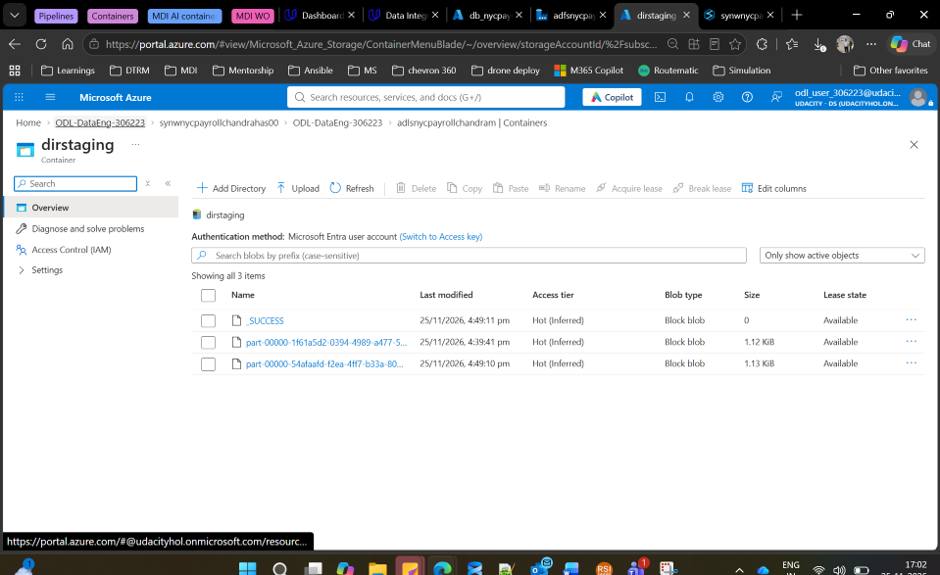 Pipelines Containers MDI AI container MDI WO Dashboard Data Integ db_nycpay adfsnycpa dirstaging synwnycp
https://portal.azure.com/#view/Microsoft_Azure_Storage/ContainerMenuBlade/~/overview/storageAccountId/%2Fsubsc... Chat
Learnings DTRM MDI Mentorship Ansible MS chevron 360 drone deploy M365 Copilot Routematic Simulation Other favorites
Microsoft Azure Search resources, services, and docs (G+/) Copilot odl_user_306223@udaci...
UDACITY - DS (UDACITYHOL.ON...
Home > ODL-DataEng-306223 > synwnycpayrollchandrahas00 > ODL-DataEng-306223 > adlsnycpayrollchandram | Containers
dirstaging ...
Container
Search
Add Directory Upload Refresh Delete Copy Paste Rename Acquire lease Break lease Edit columns
Overview
Diagnose and solve problems
Access Control (IAM)
Settings
dirstaging
Authentication method: Microsoft Entra user account (Switch to Access key)
Search blobs by prefix (case-sensitive) Only show active objects
Showing all 3 items
Name Last modified Access tier Blob type Size Lease state
_SUCCESS 25/11/2026, 4:49:11 pm Hot (Inferred) Block blob 0 Available ...
part-00000-1f61a5d2-0394-4989-a477-5... 25/11/2026, 4:39:41 pm Hot (Inferred) Block blob 1.12 KiB Available ...
part-00000-54afaafd-f2ea-4ff7-b33a-80... 25/11/2026, 4:49:10 pm Hot (Inferred) Block blob 1.13 KiB Available ...
https://portal.azure.com/#@udacityhol.onmicrosoft.com/resourc...
ENG 17:02